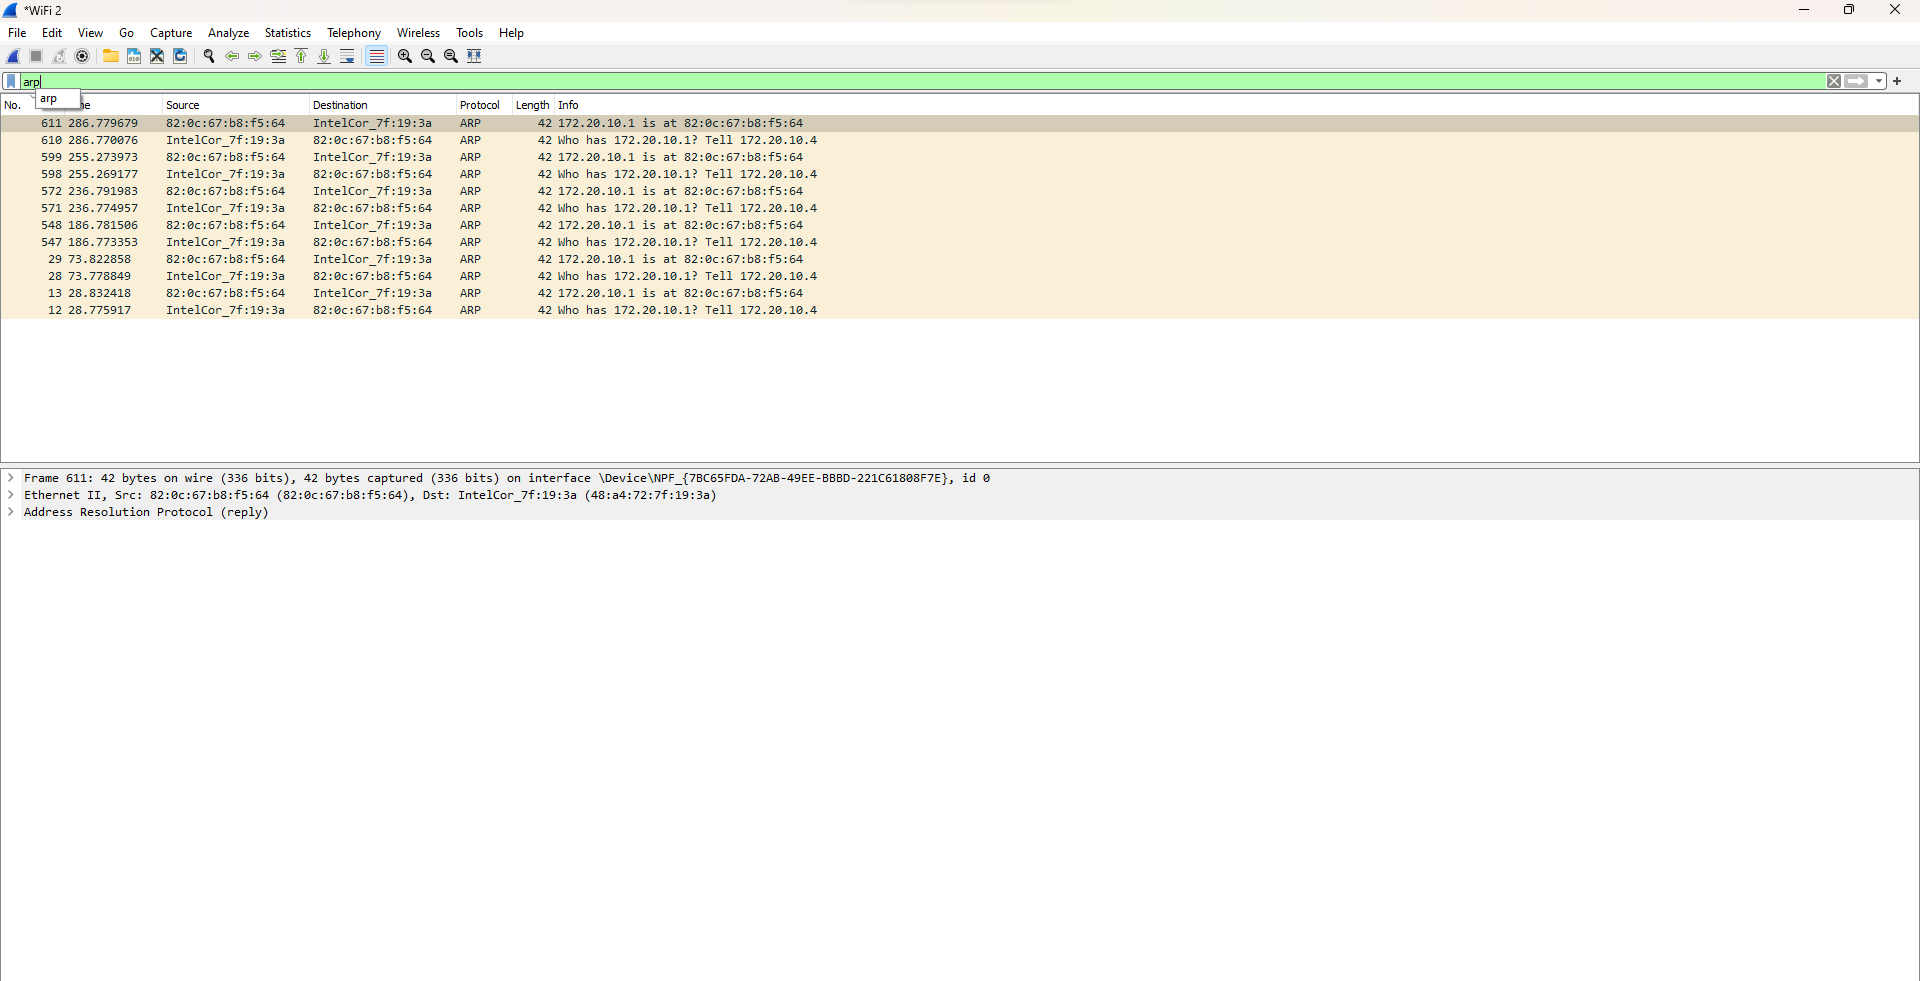 *WiFi 2
File Edit View Go Capture Analyze Statistics Telephony Wireless Tools Help
arp
arp
No. Source Destination Protocol Length Info
611 286.779679 82:0c:67:b8:f5:64 IntelCor_7f:19:3a ARP 42 172.20.10.1 is at 82:0c:67:b8:f5:64
610 286.770076 IntelCor_7f:19:3a 82:0c:67:b8:f5:64 ARP 42 Who has 172.20.10.1? Tell 172.20.10.4
599 255.273973 82:0c:67:b8:f5:64 IntelCor_7f:19:3a ARP 42 172.20.10.1 is at 82:0c:67:b8:f5:64
598 255.269177 IntelCor_7f:19:3a 82:0c:67:b8:f5:64 ARP 42 Who has 172.20.10.1? Tell 172.20.10.4
572 236.791983 82:0c:67:b8:f5:64 IntelCor_7f:19:3a ARP 42 172.20.10.1 is at 82:0c:67:b8:f5:64
571 236.774957 IntelCor_7f:19:3a 82:0c:67:b8:f5:64 ARP 42 Who has 172.20.10.1? Tell 172.20.10.4
548 186.781506 82:0c:67:b8:f5:64 IntelCor_7f:19:3a ARP 42 172.20.10.1 is at 82:0c:67:b8:f5:64
547 186.773353 IntelCor_7f:19:3a 82:0c:67:b8:f5:64 ARP 42 Who has 172.20.10.1? Tell 172.20.10.4
29 73.822858 82:0c:67:b8:f5:64 IntelCor_7f:19:3a ARP 42 172.20.10.1 is at 82:0c:67:b8:f5:64
28 73.778849 IntelCor_7f:19:3a 82:0c:67:b8:f5:64 ARP 42 Who has 172.20.10.1? Tell 172.20.10.4
13 28.832418 82:0c:67:b8:f5:64 IntelCor_7f:19:3a ARP 42 172.20.10.1 is at 82:0c:67:b8:f5:64
12 28.775917 IntelCor_7f:19:3a 82:0c:67:b8:f5:64 ARP 42 Who has 172.20.10.1? Tell 172.20.10.4
Frame 611: 42 bytes on wire (336 bits), 42 bytes captured (336 bits) on interface \Device\NPF_{7BC65FDA-72AB-49EE-BBBD-221C61808F7E}, id 0
Ethernet II, Src: 82:0c:67:b8:f5:64 (82:0c:67:b8:f5:64), Dst: IntelCor_7f:19:3a (48:a4:72:7f:19:3a)
Address Resolution Protocol (reply)